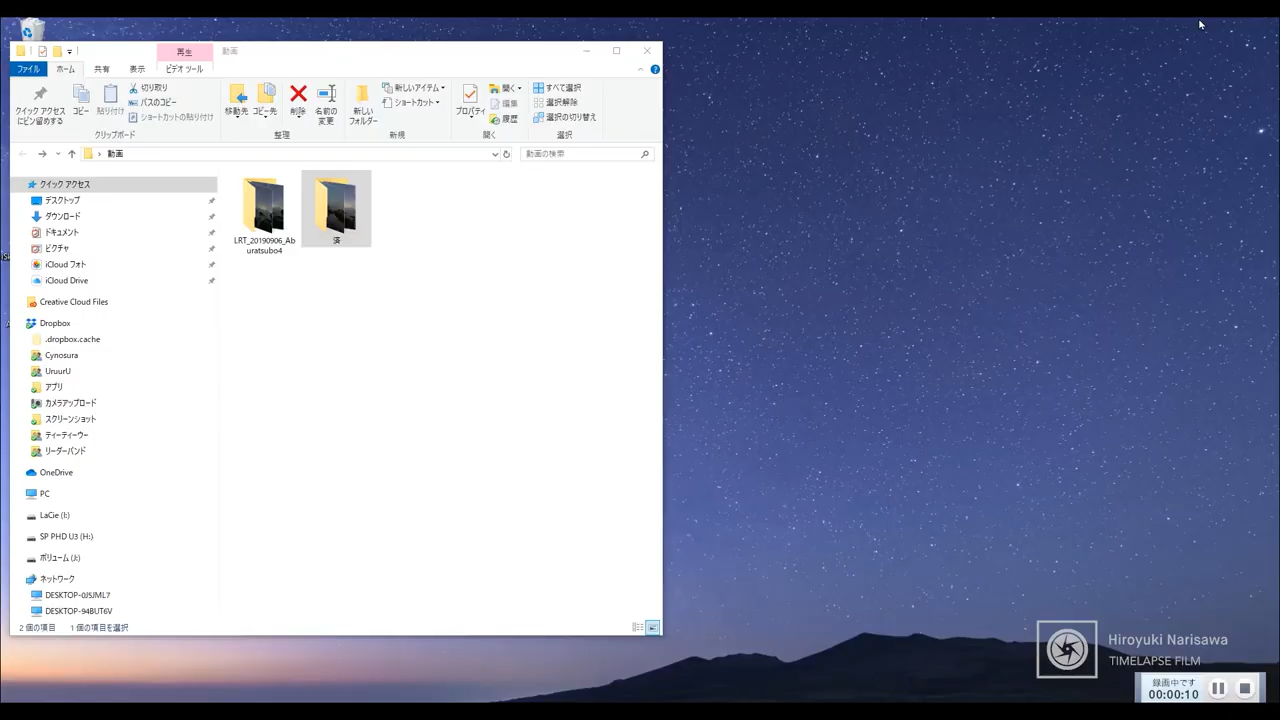 再生
動画
ファイル
ホーム
共有
表示
ビデオ ツール
クイック アクセス
にピン留めする
コピー
貼り付け
切り取り
パスのコピー
ショートカットの貼り付け
クリップボード
移動先
コピー先
削除
名前の
変更
整理
新しい
フォルダー
新しいアイテム
ショートカット
新規
プロパティ
開く
編集
履歴
開く
すべて選択
選択解除
選択の切り替え
選択
動画
動画の検索
クイック アクセス
デスクトップ
ダウンロード
ドキュメント
ピクチャ
iCloud フォト
iCloud Drive
Creative Cloud Files
Dropbox
.dropbox.cache
Cynosura
UruurU
アプリ
カメラアップロード
スクリーンショット
ティーティーウー
リーダーバンド
OneDrive
PC
LaCie (I:)
SP PHD U3 (H:)
ボリューム (J:)
ネットワーク
DESKTOP-0J5JML7
DESKTOP-94BUT6V
LRT_20190906_Ab
uratsubo4
済
2 個の項目
1 個の項目を選択
Hiroyuki Narisawa
TIMELAPSE FILM
録画中です
00:00:10